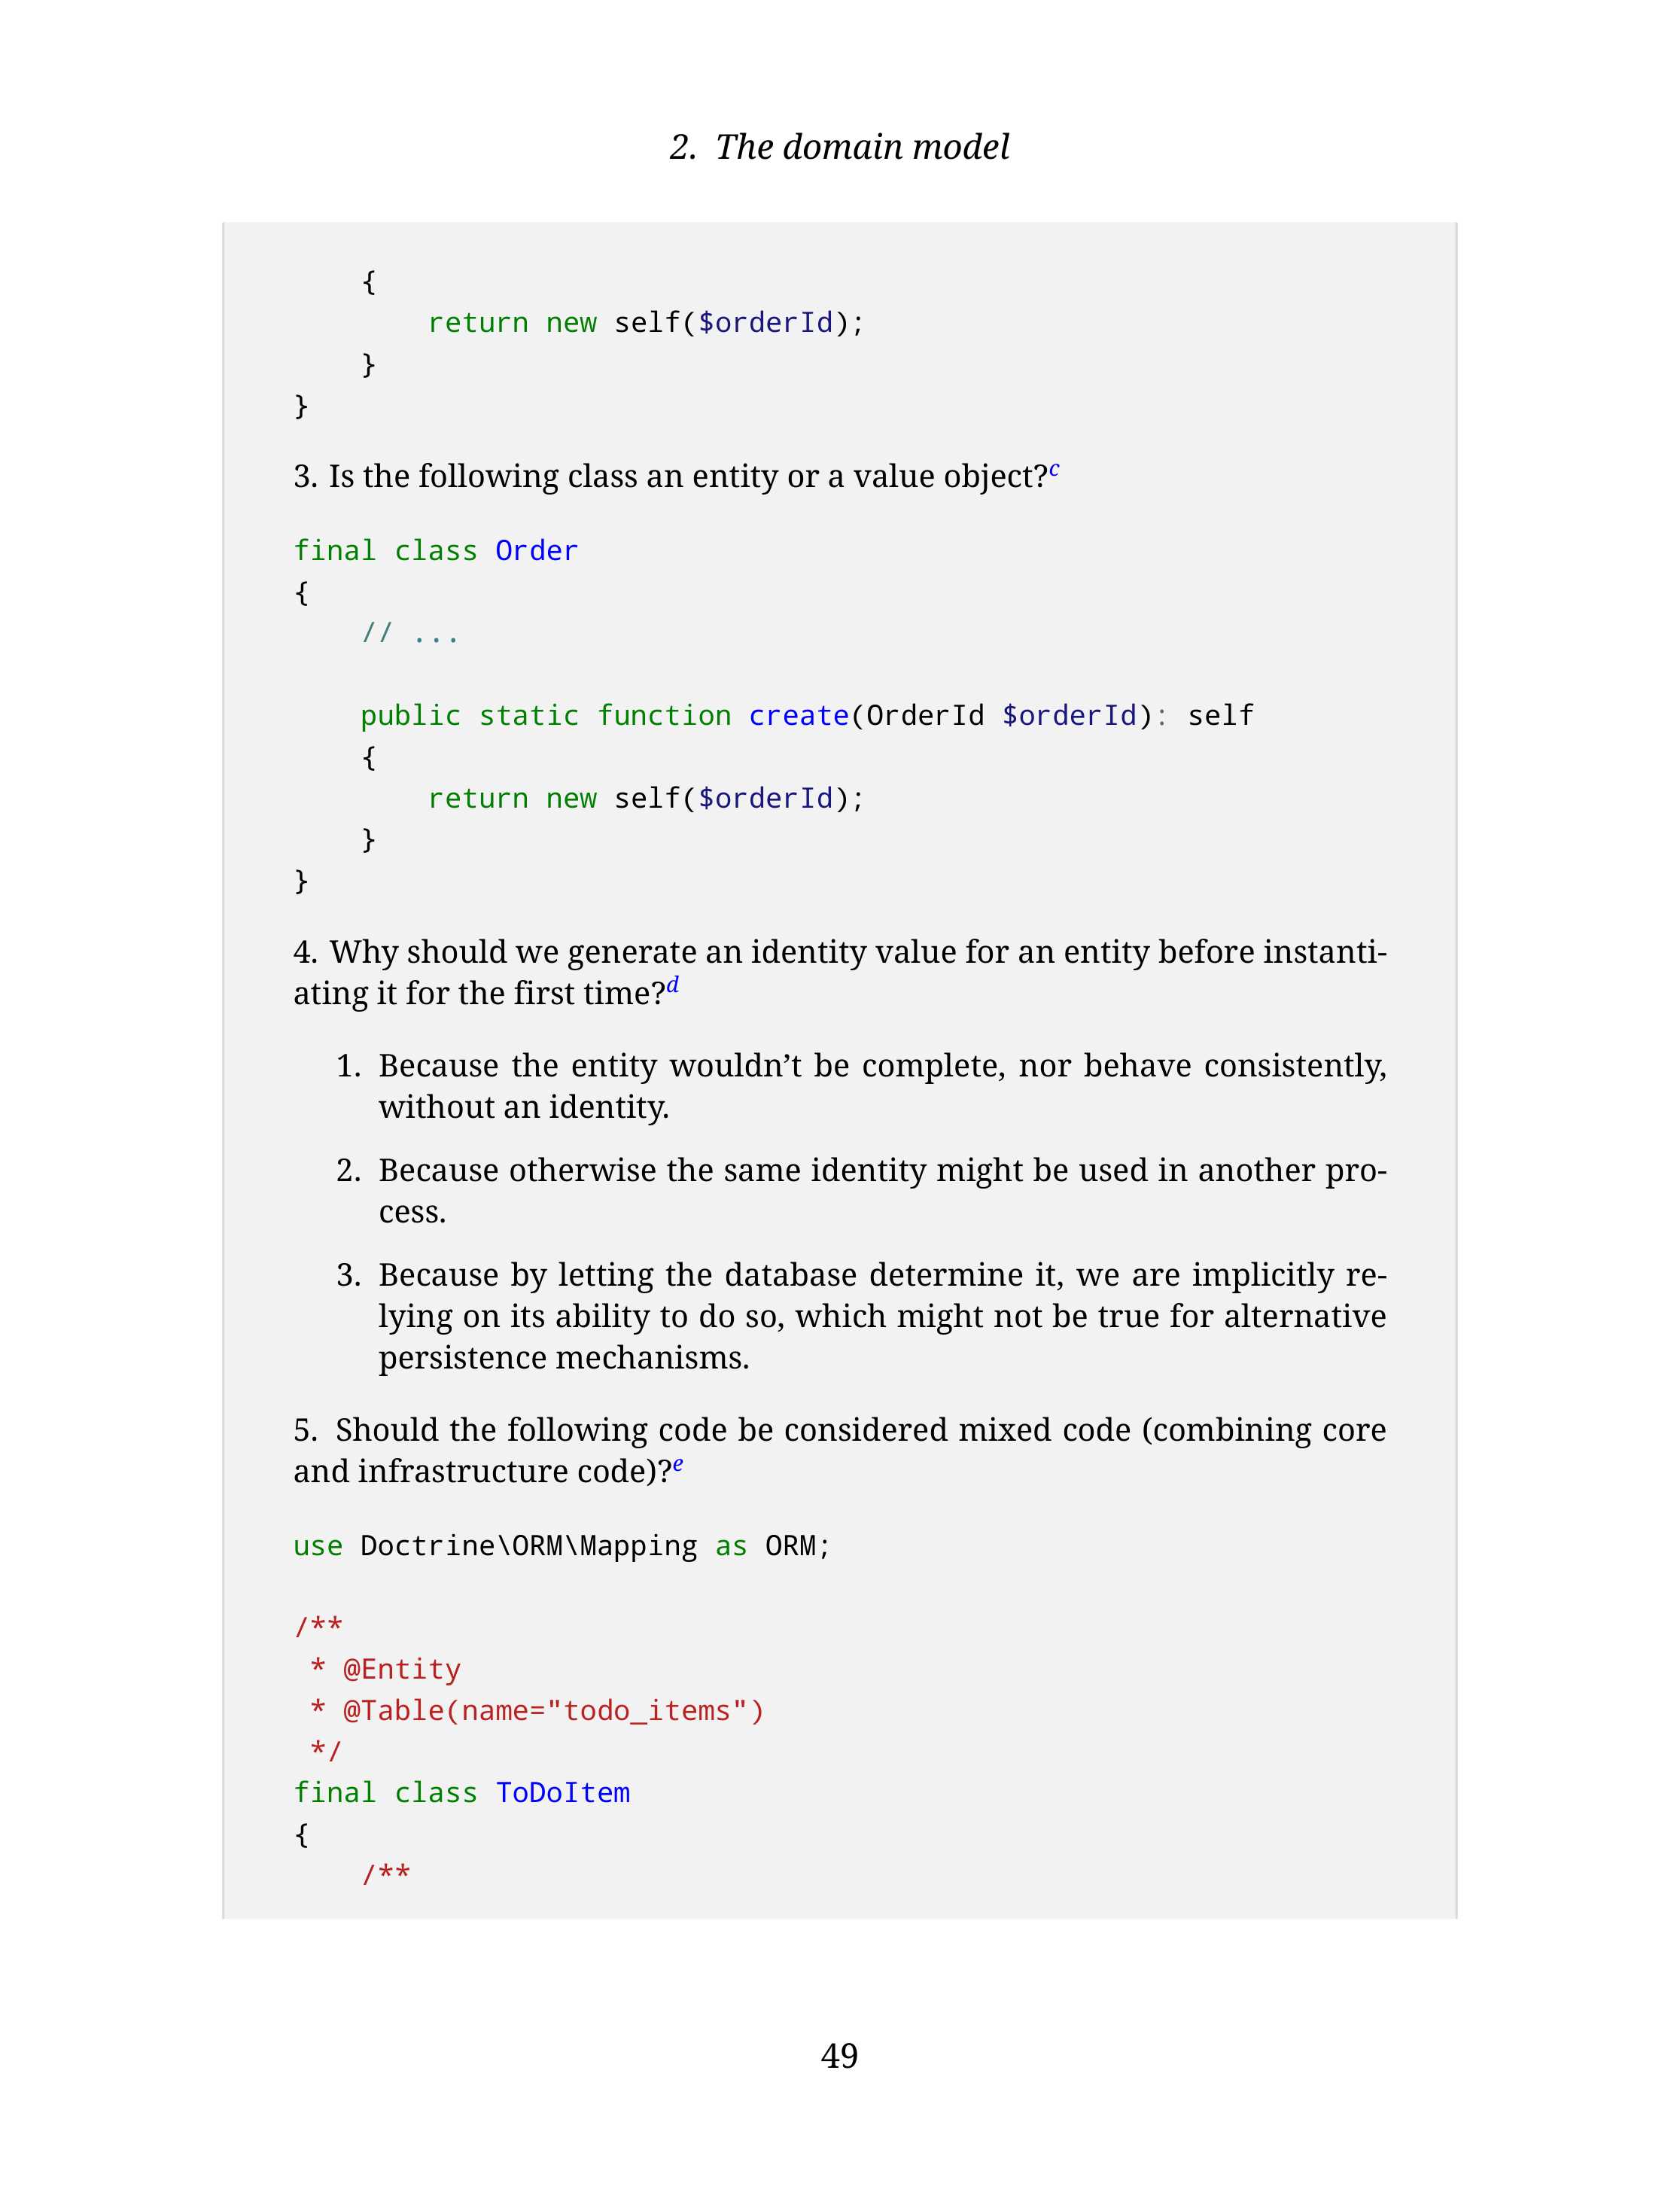 2. The domain model
    {
        return new self($orderId);
    }
}
3. Is the following class an entity or a value object?c
final class Order
{
    // ...
    public static function create(OrderId $orderId): self
    {
        return new self($orderId);
    }
}
4. Why should we generate an identity value for an entity before instanti-
ating it for the first time?d
1. Because the entity wouldn’t be complete, nor behave consistently,
without an identity.
2. Because otherwise the same identity might be used in another pro-
cess.
3. Because by letting the database determine it, we are implicitly re-
lying on its ability to do so, which might not be true for alternative
persistence mechanisms.
5. Should the following code be considered mixed code (combining core
and infrastructure code)?e
use Doctrine\ORM\Mapping as ORM;
/**
 * @Entity
 * @Table(name="todo_items")
 */
final class ToDoItem
{
    /**
49